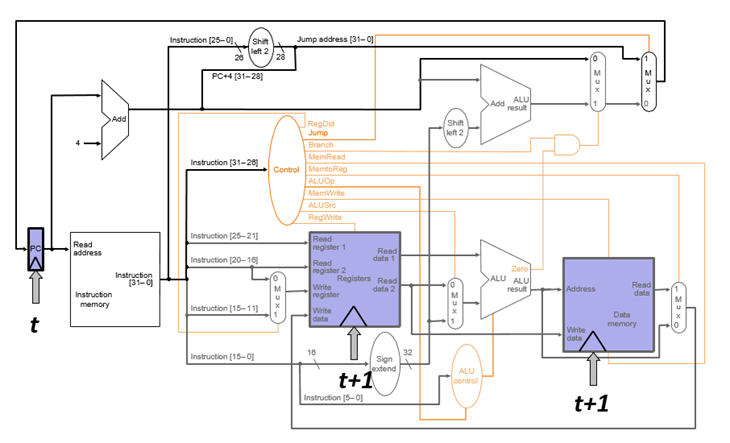 Instruction [25–0]
26
Shift
left 2
28
Jump address [31–0]
PC+4 [31–28]
Add
4
0
M
u
x
1
1
M
u
x
0
Add
ALU
result
Shift
left 2
RegDst
Jump
Branch
MemRead
MemtoReg
ALUOp
MemWrite
ALUSrc
RegWrite
Control
Instruction [31–26]
PC
t
Read
address
Instruction
[31–0]
Instruction
memory
Instruction [25–21]
Instruction [20–16]
Instruction [15–11]
0
M
u
x
1
Read
register 1
Read
register 2
Write
register
Write
data
Registers
Read
data 1
Read
data 2
t+1
0
M
u
x
1
Zero
ALU
ALU
result
Address
Write
data
Read
data
Data
memory
t+1
1
M
u
x
0
Instruction [15–0]
16
Sign
extend
32
ALU
control
Instruction [5–0]